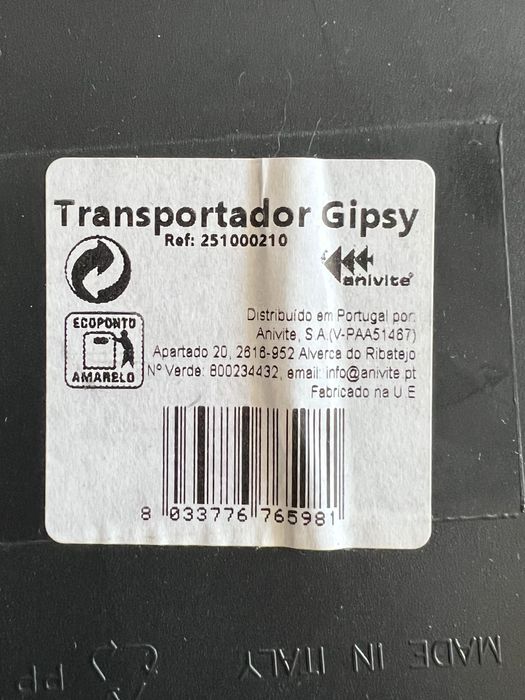 Transportador Gipsy
Ref: 251000210
anivite®
ECOPONTO
AMARELO
Distribuído em Portugal por:
Anivite, S.A.(V-PAA51467)
Apartado 20, 2616-952 Alverca do Ribatejo
Nº Verde: 800234432, email: info@anivite.pt
Fabricado na U.E
8 033776 765981
MADE IN ITALY
PP